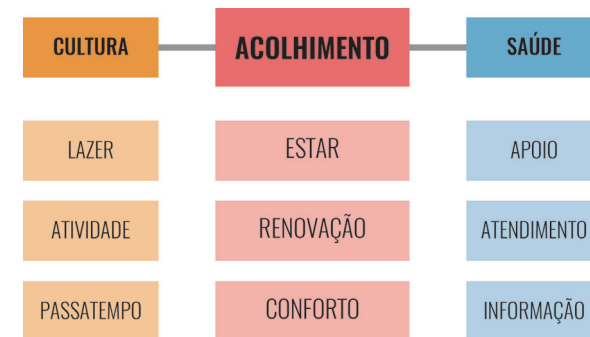 CULTURA
ACOLHIMENTO
SAÚDE
LAZER
ESTAR
APOIO
ATIVIDADE
RENOVAÇÃO
ATENDIMENTO
PASSATEMPO
CONFORTO
INFORMAÇÃO